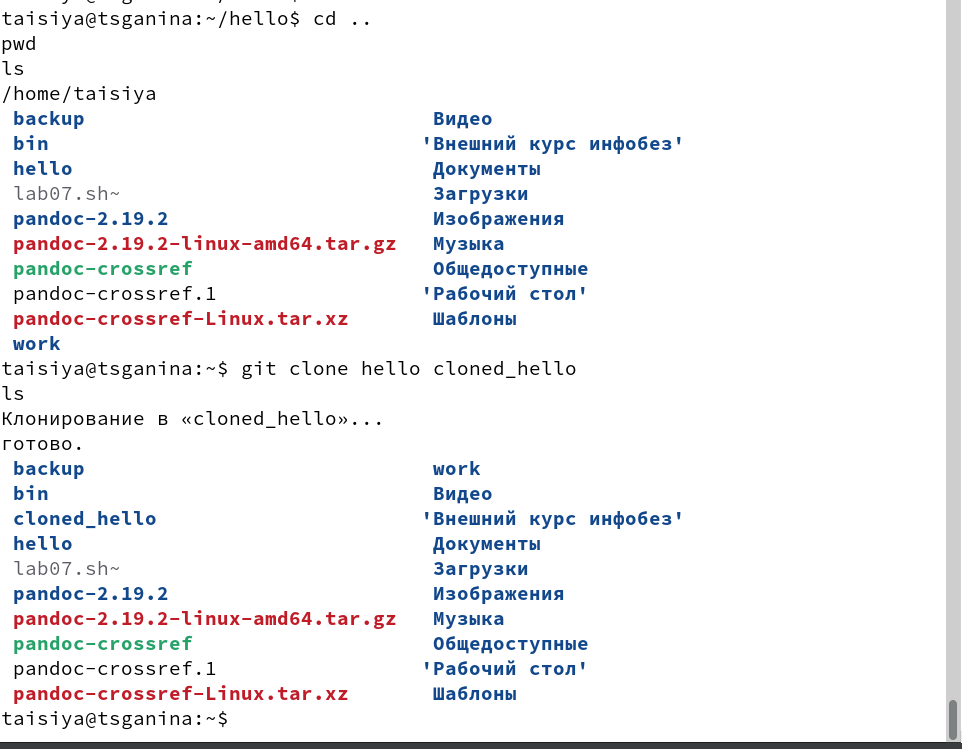 taisiya@tsganina:~/hello$ cd ..
pwd
ls
/home/taisiya
backup Видео
bin 'Внешний курс инфобез'
hello Документы
lab07.sh~ Загрузки
pandoc-2.19.2 Изображения
pandoc-2.19.2-linux-amd64.tar.gz Музыка
pandoc-crossref Общедоступные
pandoc-crossref.1 'Рабочий стол'
pandoc-crossref-Linux.tar.xz Шаблоны
work
taisiya@tsganina:~$ git clone hello cloned_hello
ls
Клонирование в «cloned_hello»...
готово.
backup work
bin Видео
cloned_hello 'Внешний курс инфобез'
hello Документы
lab07.sh~ Загрузки
pandoc-2.19.2 Изображения
pandoc-2.19.2-linux-amd64.tar.gz Музыка
pandoc-crossref Общедоступные
pandoc-crossref.1 'Рабочий стол'
pandoc-crossref-Linux.tar.xz Шаблоны
taisiya@tsganina:~$